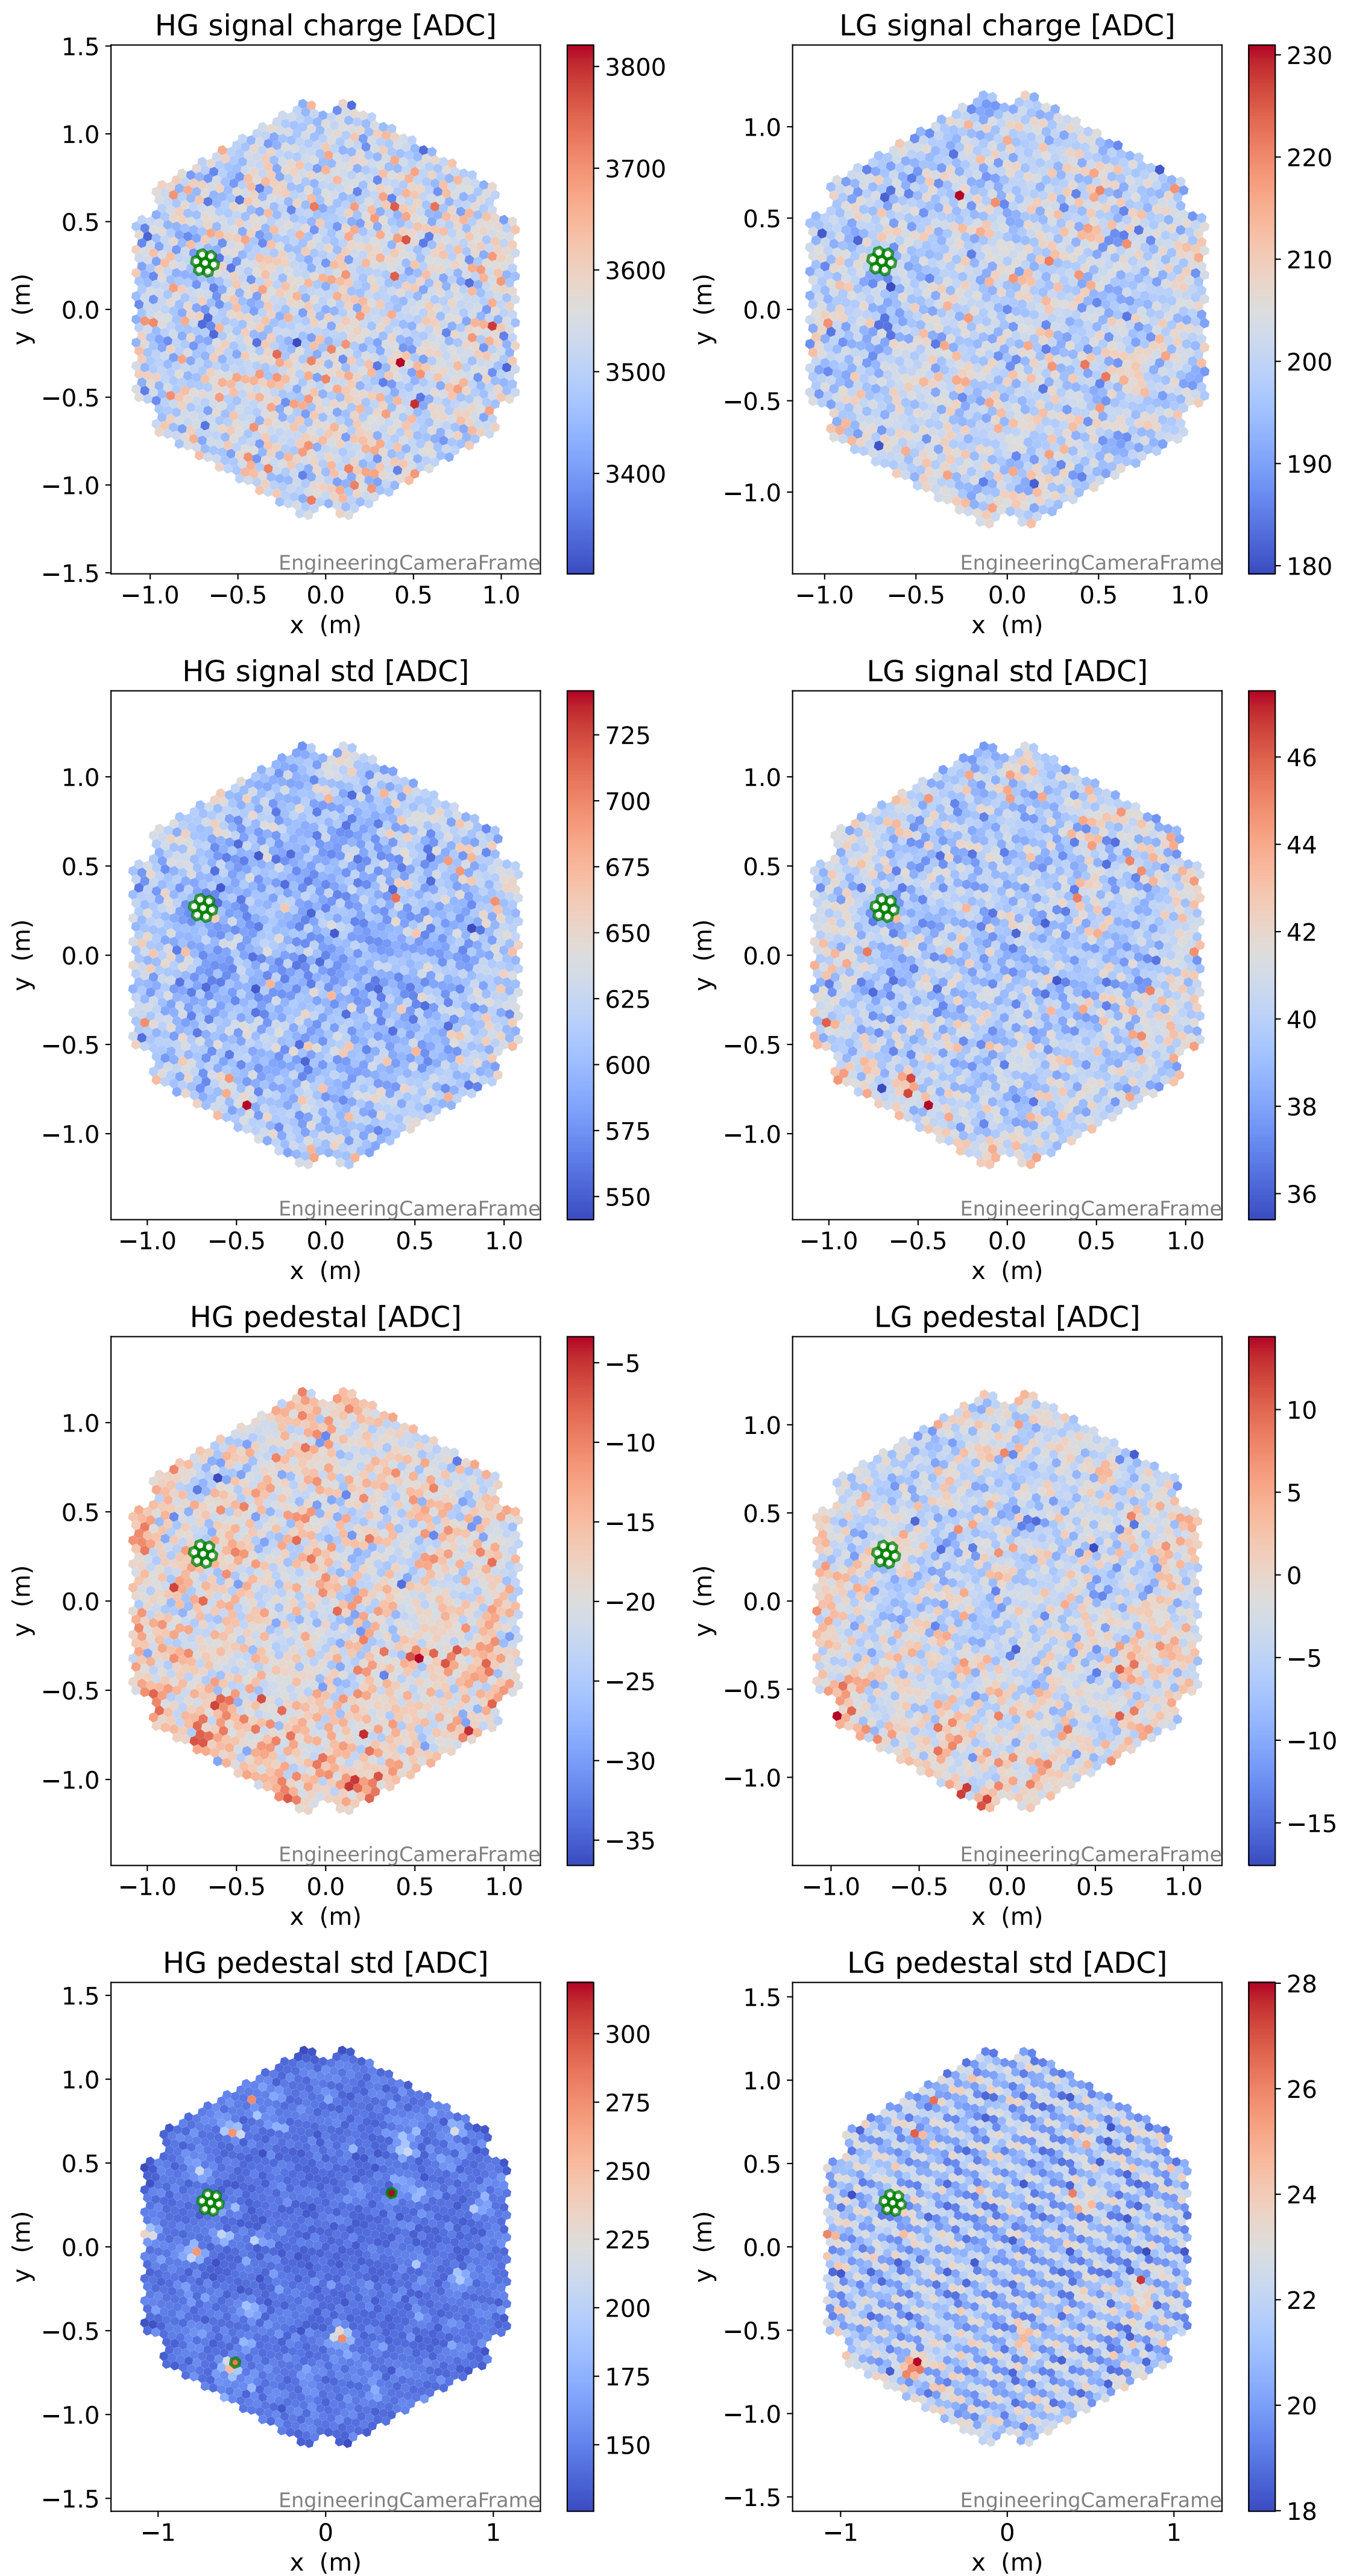 HG signal charge [ADC]
1.5
1.0
0.5
0.0
−0.5
−1.0
−1.5
y (m)
−1.0 −0.5 0.0 0.5 1.0
x (m)
EngineeringCameraFrame
3800
3700
3600
3500
3400
LG signal charge [ADC]
1.0
0.5
0.0
−0.5
−1.0
y (m)
−1.0 −0.5 0.0 0.5 1.0
x (m)
EngineeringCameraFrame
230
220
210
200
190
180
HG signal std [ADC]
1.0
0.5
0.0
−0.5
−1.0
y (m)
−1.0 −0.5 0.0 0.5 1.0
x (m)
EngineeringCameraFrame
725
700
675
650
625
600
575
550
LG signal std [ADC]
1.0
0.5
0.0
−0.5
−1.0
y (m)
−1.0 −0.5 0.0 0.5 1.0
x (m)
EngineeringCameraFrame
46
44
42
40
38
36
HG pedestal [ADC]
1.0
0.5
0.0
−0.5
−1.0
y (m)
−1.0 −0.5 0.0 0.5 1.0
x (m)
EngineeringCameraFrame
−5
−10
−15
−20
−25
−30
−35
LG pedestal [ADC]
1.0
0.5
0.0
−0.5
−1.0
y (m)
−1.0 −0.5 0.0 0.5 1.0
x (m)
EngineeringCameraFrame
10
5
0
−5
−10
−15
HG pedestal std [ADC]
1.5
1.0
0.5
0.0
−0.5
−1.0
−1.5
y (m)
−1 0 1
x (m)
EngineeringCameraFrame
300
275
250
225
200
175
150
LG pedestal std [ADC]
1.5
1.0
0.5
0.0
−0.5
−1.0
−1.5
y (m)
−1 0 1
x (m)
EngineeringCameraFrame
28
26
24
22
20
18